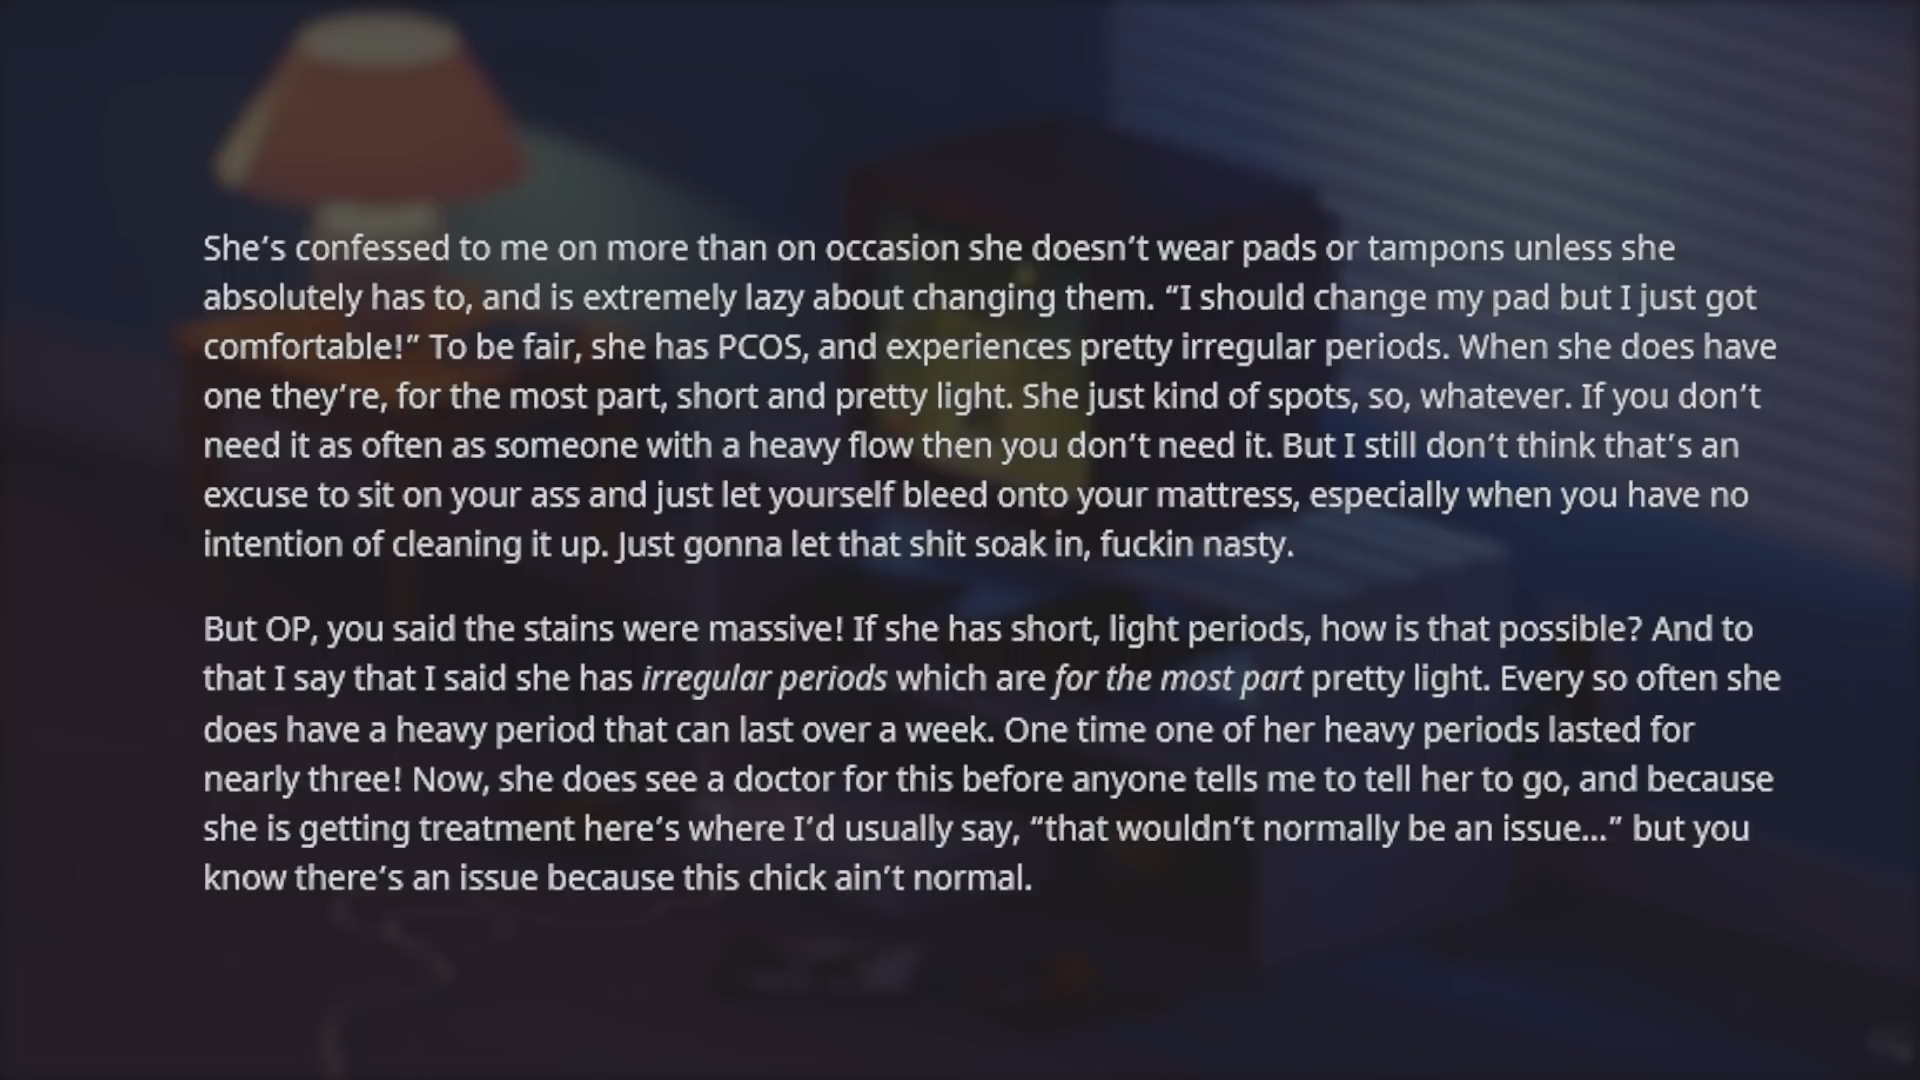 She’s confessed to me on more than on occasion she doesn’t wear pads or tampons unless she
absolutely has to, and is extremely lazy about changing them. “I should change my pad but I just got
comfortable!” To be fair, she has PCOS, and experiences pretty irregular periods. When she does have
one they’re, for the most part, short and pretty light. She just kind of spots, so, whatever. If you don’t
need it as often as someone with a heavy flow then you don’t need it. But I still don’t think that’s an
excuse to sit on your ass and just let yourself bleed onto your mattress, especially when you have no
intention of cleaning it up. Just gonna let that shit soak in, fuckin nasty.
But OP, you said the stains were massive! If she has short, light periods, how is that possible? And to
that I say that I said she has irregular periods which are for the most part pretty light. Every so often she
does have a heavy period that can last over a week. One time one of her heavy periods lasted for
nearly three! Now, she does see a doctor for this before anyone tells me to tell her to go, and because
she is getting treatment here’s where I’d usually say, “that wouldn’t normally be an issue...” but you
know there’s an issue because this chick ain’t normal.